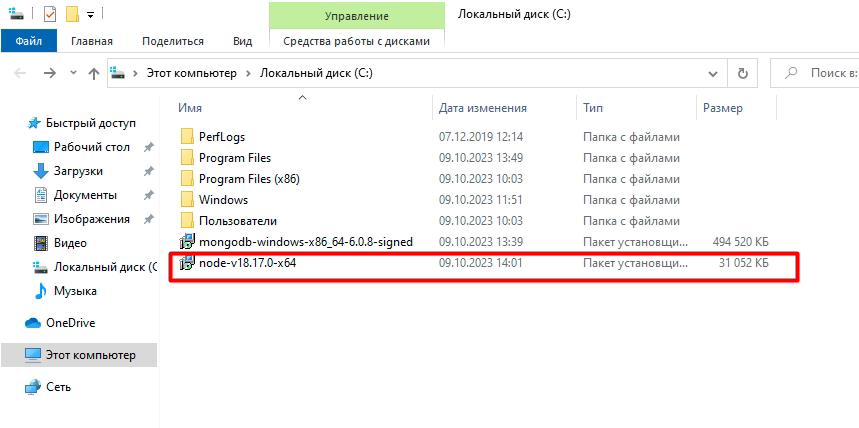 Управление
Локальный диск (C:)
Файл
Главная
Поделиться
Вид
Средства работы с дисками
Этот компьютер
Локальный диск (C:)
Поиск в:
Имя
Дата изменения
Тип
Размер
Быстрый доступ
Рабочий стол
Загрузки
Документы
Изображения
Видео
Локальный диск (C
Музыка
OneDrive
Этот компьютер
Сеть
PerfLogs 07.12.2019 12:14 Папка с файлами
Program Files 09.10.2023 13:49 Папка с файлами
Program Files (x86) 09.10.2023 10:03 Папка с файлами
Windows 09.10.2023 11:51 Папка с файлами
Пользователи 09.10.2023 10:03 Папка с файлами
mongodb-windows-x86_64-6.0.8-signed 09.10.2023 13:39 Пакет установщи... 494 520 КБ
node-v18.17.0-x64 09.10.2023 14:01 Пакет установщи... 31 052 КБ